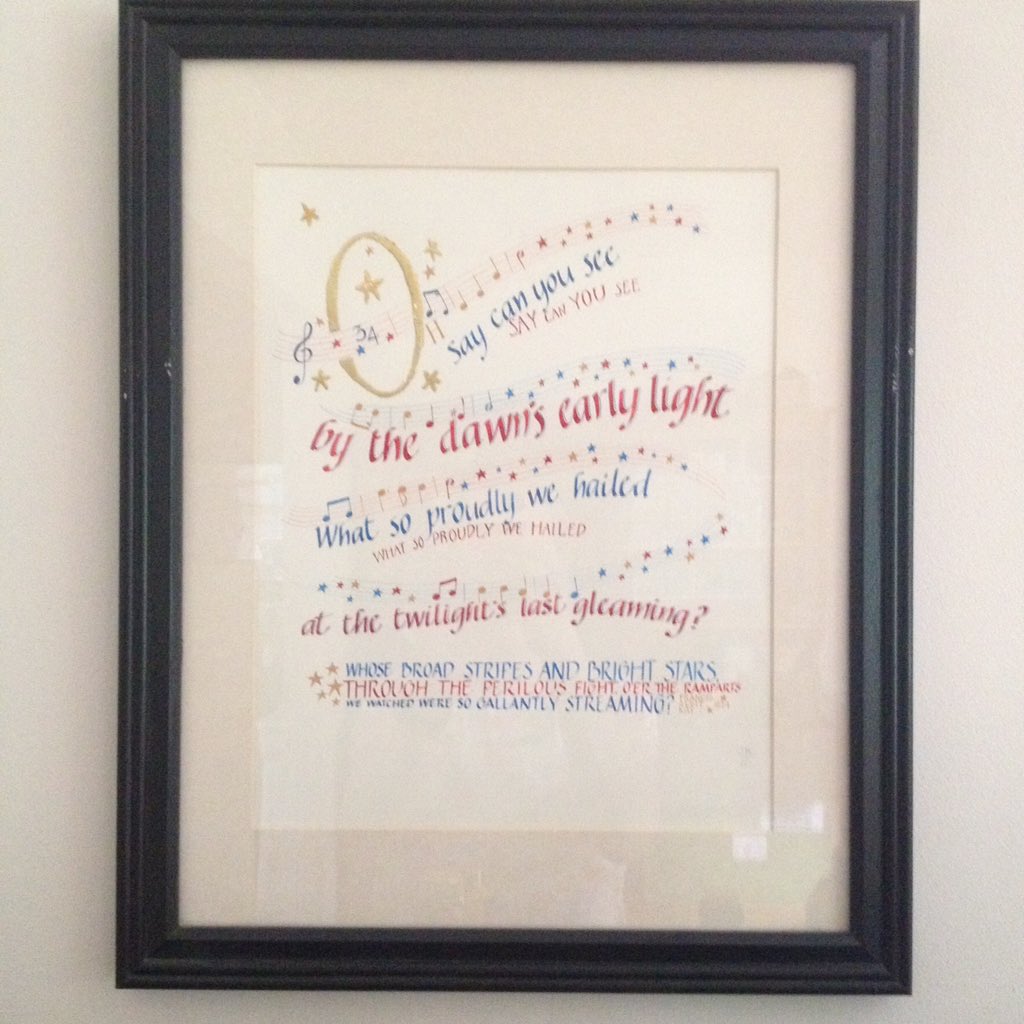 O say can you see
SAY CAN YOU SEE
by the dawn's early light
What so proudly we hailed
WHAT SO PROUDLY WE HAILED
at the twilight's last gleaming?
WHOSE BROAD STRIPES AND BRIGHT STARS,
THROUGH THE PERILOUS FIGHT, O'ER THE RAMPARTS
WE WATCHED WERE SO GALLANTLY STREAMING?